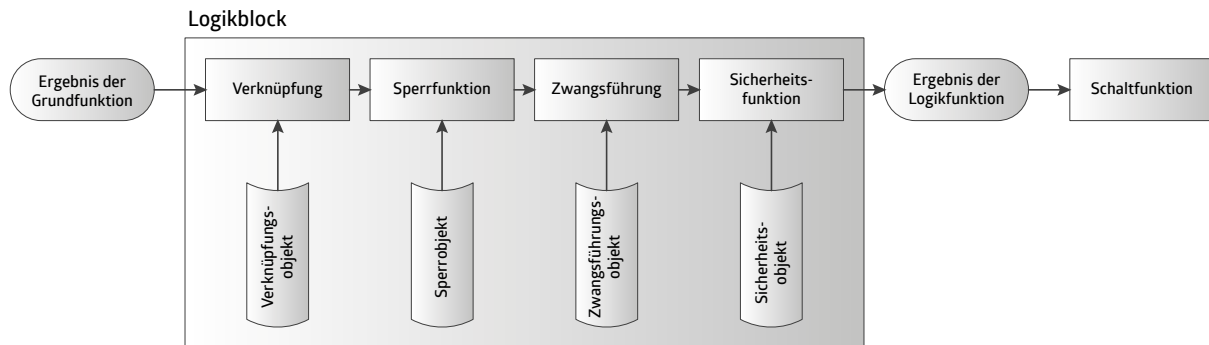 Logikblock
Ergebnis der
Grundfunktion
Verknüpfung
Sperrfunktion
Zwangsführung
Sicherheits-
funktion
Ergebnis der
Logikfunktion
Schaltfunktion
Verknüpfungs-
objekt
Sperrobjekt
Zwangsführungs-
objekt
Sicherheits-
objekt